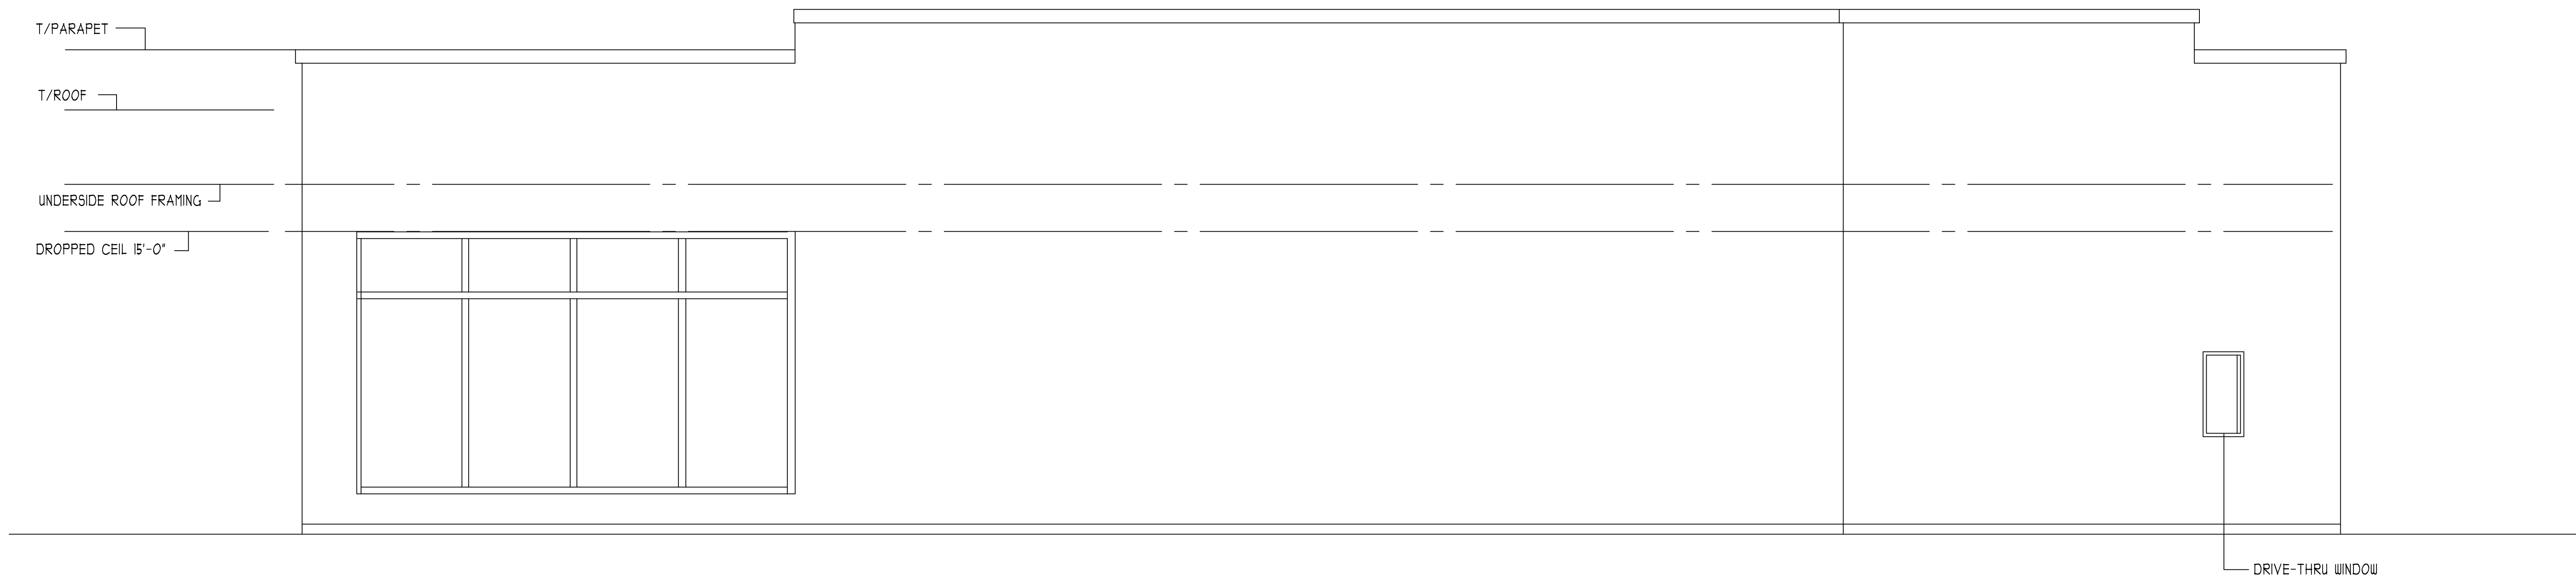 T/PARAPET
T/ROOF
UNDERSIDE ROOF FRAMING
DROPPED CEIL 15'-0"
DRIVE-THRU WINDOW